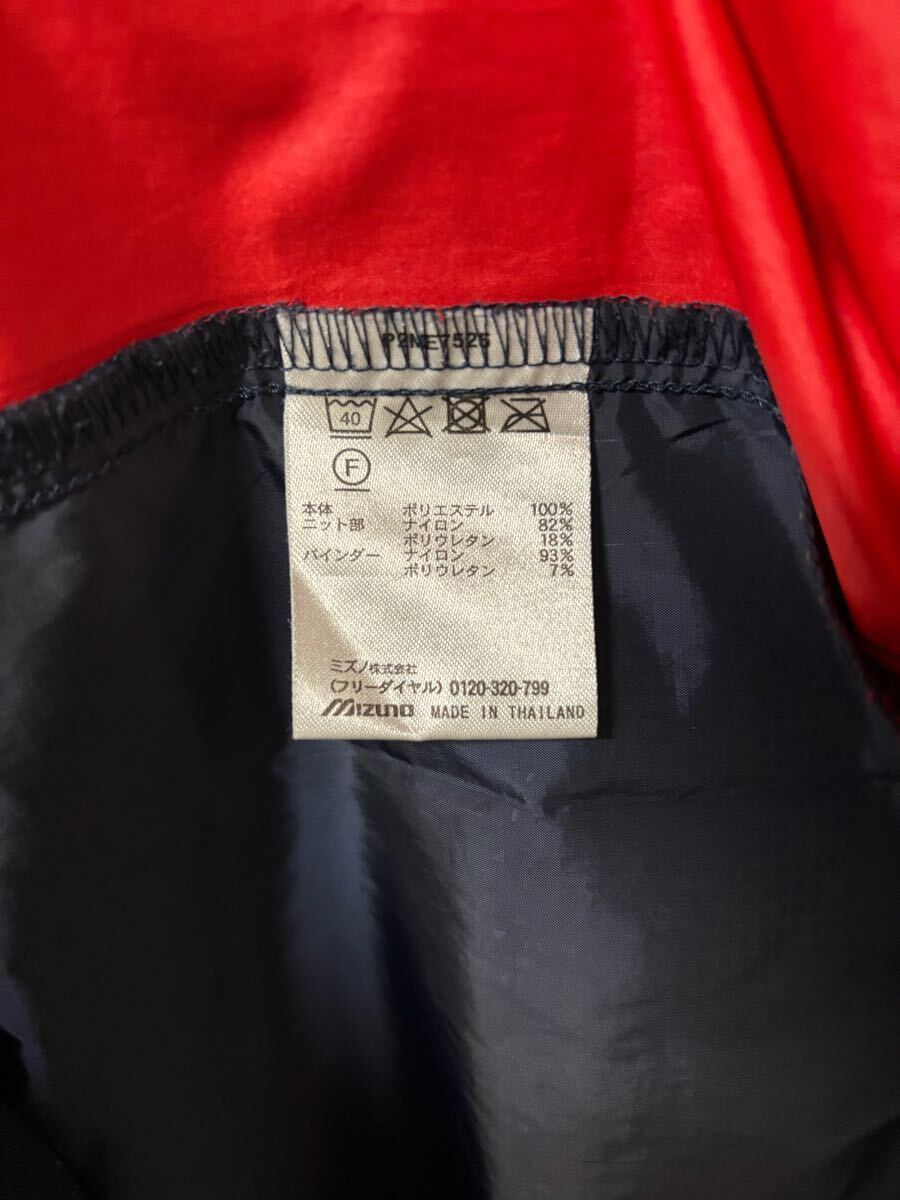 P2ME7525
40
F
本体 ポリエステル 100%
ニット部 ナイロン 82%
ポリウレタン 18%
バインダー ナイロン 93%
ポリウレタン 7%
ミズノ株式会社
(フリーダイヤル) 0120-320-799
Mizuno MADE IN THAILAND